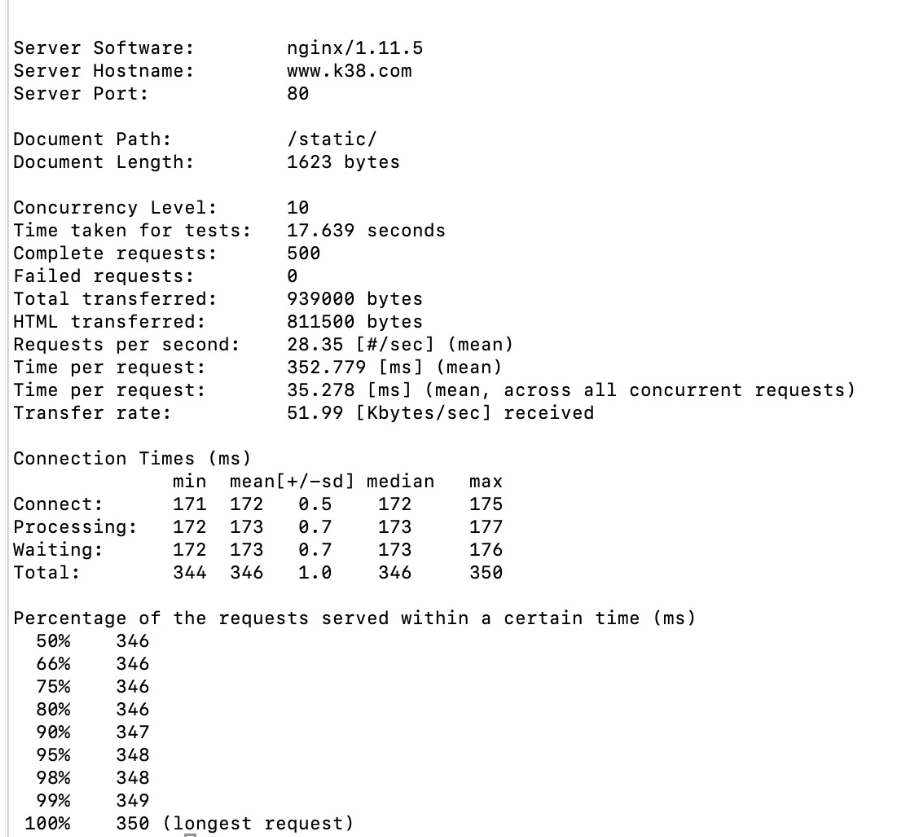 Server Software:        nginx/1.11.5
Server Hostname:        www.k38.com
Server Port:            80

Document Path:          /static/
Document Length:        1623 bytes

Concurrency Level:      10
Time taken for tests:   17.639 seconds
Complete requests:      500
Failed requests:        0
Total transferred:      939000 bytes
HTML transferred:       811500 bytes
Requests per second:    28.35 [#/sec] (mean)
Time per request:       352.779 [ms] (mean)
Time per request:       35.278 [ms] (mean, across all concurrent requests)
Transfer rate:          51.99 [Kbytes/sec] received

Connection Times (ms)
              min  mean[+/-sd] median   max
Connect:      171  172   0.5    172     175
Processing:   172  173   0.7    173     177
Waiting:      172  173   0.7    173     176
Total:        344  346   1.0    346     350

Percentage of the requests served within a certain time (ms)
  50%    346
  66%    346
  75%    346
  80%    346
  90%    347
  95%    348
  98%    348
  99%    349
 100%    350 (longest request)